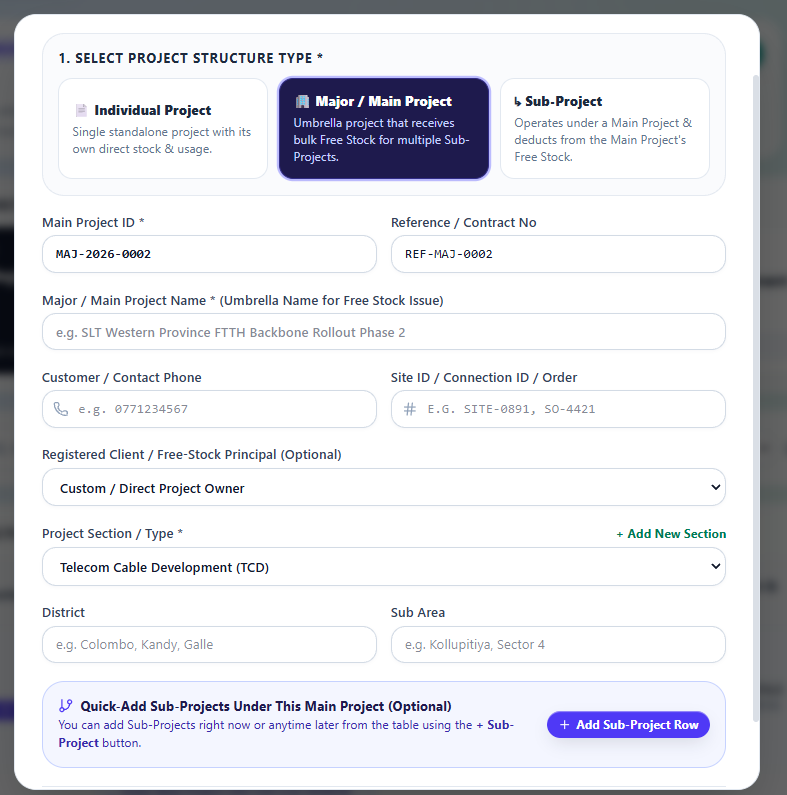 1. SELECT PROJECT STRUCTURE TYPE *
Individual Project
Single standalone project with its
own direct stock & usage.
Major / Main Project
Umbrella project that receives
bulk Free Stock for multiple Sub-
Projects.
↳ Sub-Project
Operates under a Main Project &
deducts from the Main Project's
Free Stock.
Main Project ID *
Reference / Contract No
MAJ-2026-0002
REF-MAJ-0002
Major / Main Project Name * (Umbrella Name for Free Stock Issue)
e.g. SLT Western Province FTTH Backbone Rollout Phase 2
Customer / Contact Phone
Site ID / Connection ID / Order
e.g. 0771234567
# E.G. SITE-0891, SO-4421
Registered Client / Free-Stock Principal (Optional)
Custom / Direct Project Owner
Project Section / Type *
+ Add New Section
Telecom Cable Development (TCD)
District
Sub Area
e.g. Colombo, Kandy, Galle
e.g. Kollupitiya, Sector 4
Quick-Add Sub-Projects Under This Main Project (Optional)
You can add Sub-Projects right now or anytime later from the table using the + Sub-
Project button.
+ Add Sub-Project Row